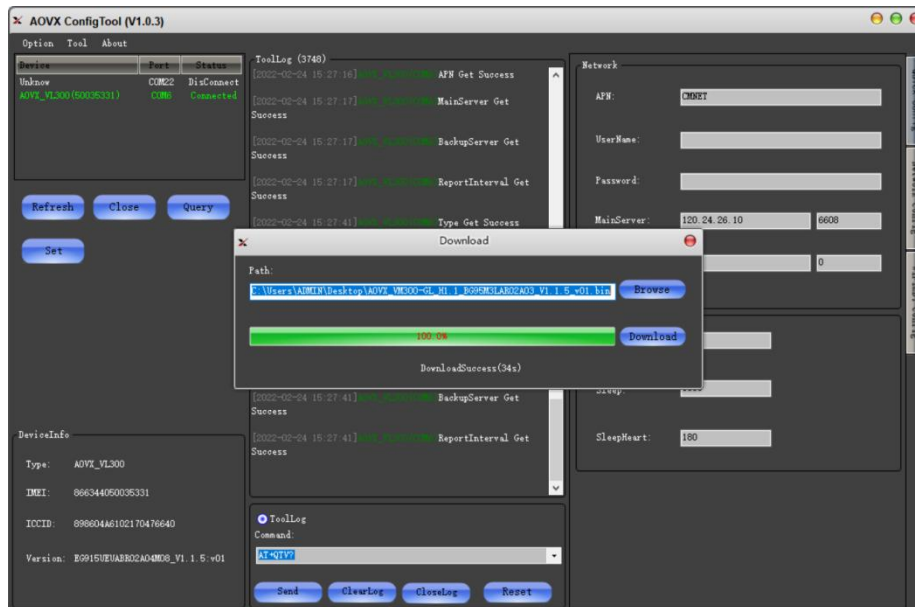 AOVX ConfigTool (V1.0.3)
Option Tool About
Device Port Status
Unknow COM22 DisConnect
AOVX_VL300(50035331) COM6 Connected
Refresh Close Query
Set
DeviceInfo
Type: AOVX_VL300
IMEI: 866344050035331
ICCID: 898604A6102170476640
Version: EG915UEUABR02A04M08_V1.1.5:v01
ToolLog (3748)
[2022-02-24 15:27:16] APN Get Success
[2022-02-24 15:27:17] MainServer Get
Success
[2022-02-24 15:27:17] BackupServer Get
Success
[2022-02-24 15:27:17] ReportInterval Get
Success
[2022-02-24 15:27:41] Type Get Success
Download
Path:
C:\Users\ADMIN\Desktop\AOVX_VM300-GL_H1.1_BG95M3LAR02A03_V1.1.5_v01.bin
Browse
100.0%
Download
DownloadSuccess(34s)
[2022-02-24 15:27:41] BackupServer Get
Success
[2022-02-24 15:27:41] ReportInterval Get
Success
ToolLog
Command:
AT+QTV?
Send ClearLog CloseLog Reset
Network
APN: CMNET
UserName:
Password:
MainServer: 120.24.26.10 6608
0
SleepHeart: 180